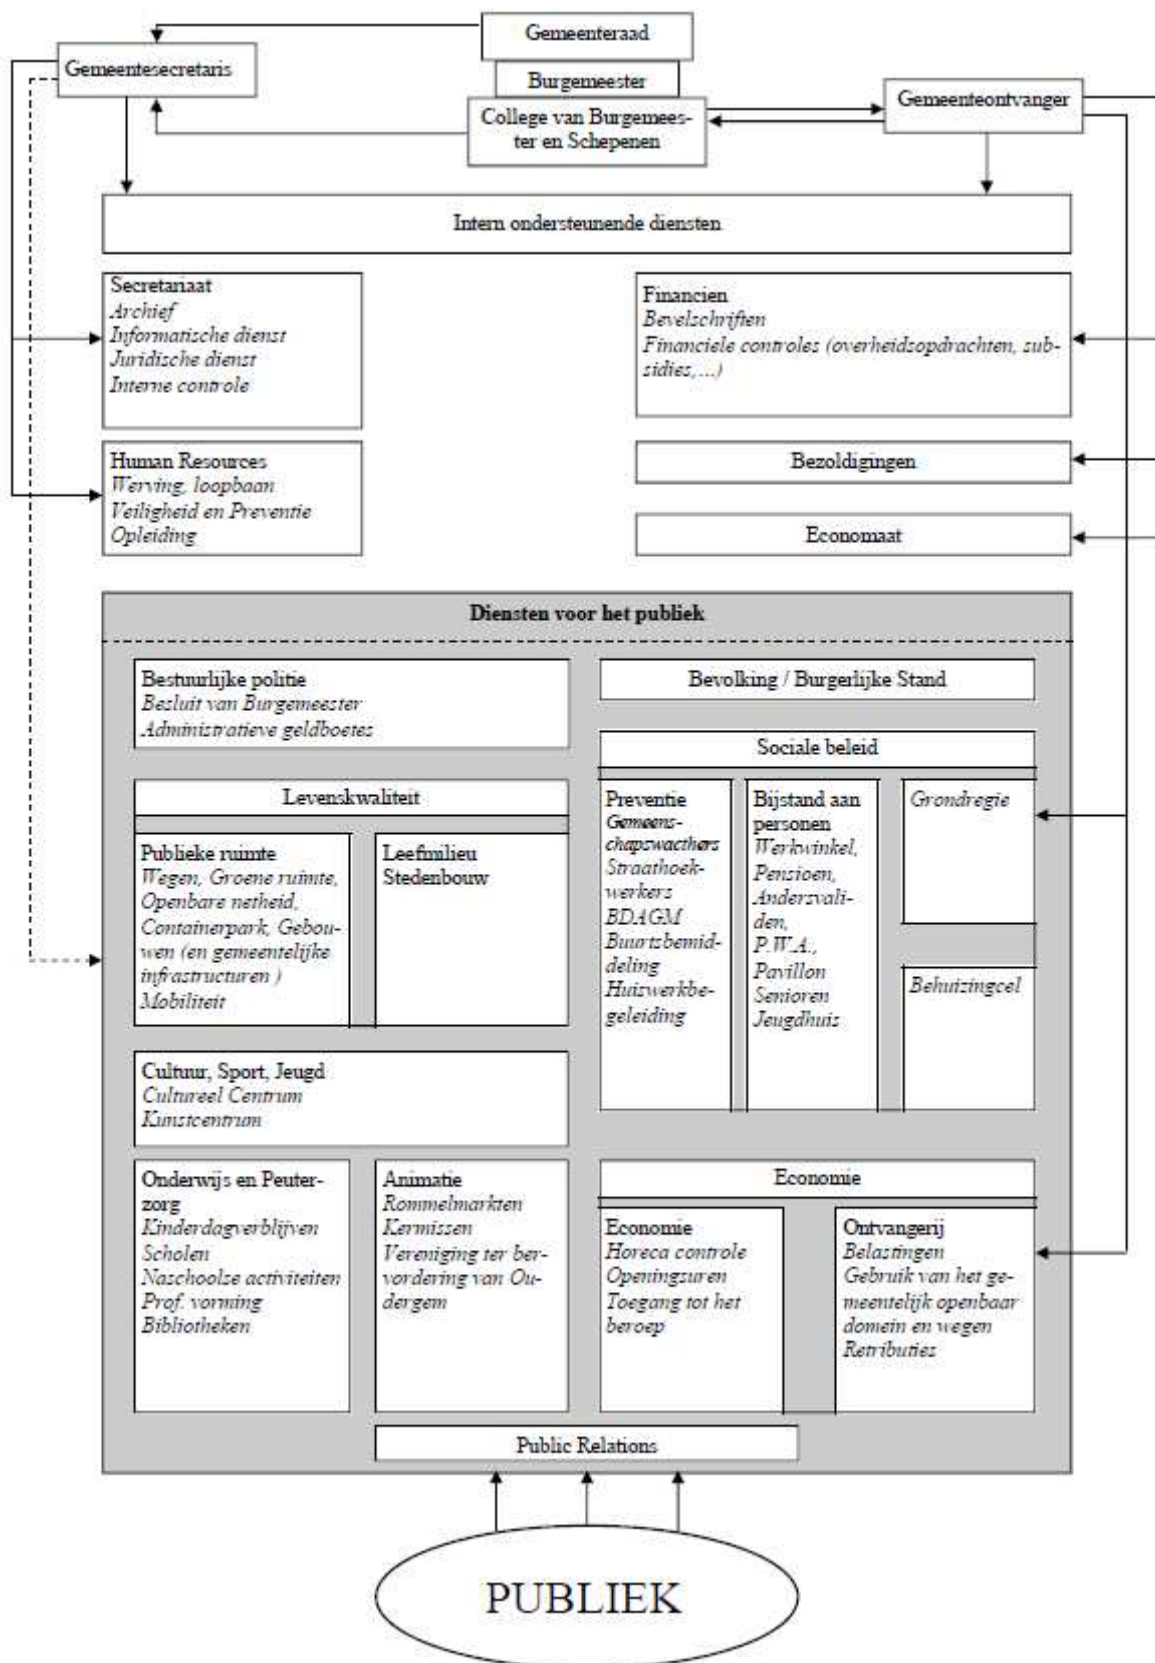 Gemeenteraad
Gemeentesecretaris
Burgemeester
College van Burgemees-
ter en Schepenen
Gemeenteontvanger
Intern ondersteunende diensten
Secretariaat
Archief
Informatische dienst
Juridische dienst
Interne controle
Financien
Bevelschriften
Financiele controles (overheidsopdrachten, sub-
sidies,...)
Human Resources
Werving, loopbaan
Veiligheid en Preventie
Opleiding
Bezoldigingen
Economaat
Diensten voor het publiek
Bestuurlijke politie
Besluit van Burgemeester
Administratieve geldboetes
Bevolking / Burgerlijke Stand
Sociale beleid
Levenskwaliteit
Publieke ruimte
Wegen, Groene ruimte,
Openbare netheid,
Containerpark, Gebou-
wen (en gemeentelijke
infrastructuren )
Mobiliteit
Leefmilieu
Stedenbouw
Preventie
Gemeens-
chapswacthers
Straathoek-
werkers
BDAGM
Buurtsbemid-
deling
Huiswerkbe-
geleiding
Bijstand aan
personen
Werkwinkel,
Pensioen,
Andersvali-
den,
P.W.A.,
Pavillon
Senioren
Jeugdhuis
Grondregie
Behuizingcel
Cultuur, Sport, Jeugd
Cultureel Centrum
Kunstcentrum
Onderwijs en Peuter-
zorg
Kinderdagverblijven
Scholen
Naschoolse activiteiten
Prof. vorming
Bibliotheken
Animatie
Rommelmarkten
Kermissen
Vereniging ter ber-
vordering van Ou-
dergem
Economie
Economie
Horeca controle
Openingsuren
Toegang tot het
beroep
Ontvangerij
Belastingen
Gebruik van het ge-
meentelijk openbaar
domein en wegen
Retributies
Public Relations
PUBLIEK